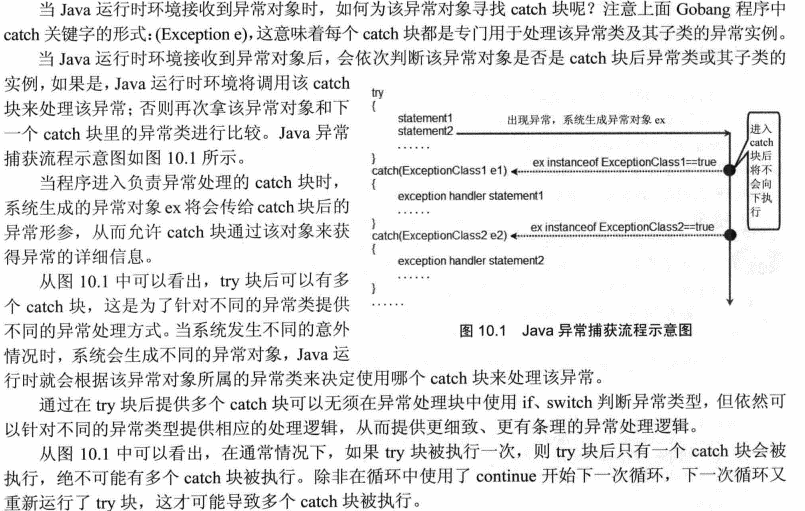 当 Java 运行时环境接收到异常对象时，如何为该异常对象寻找 catch 块呢？注意上面 Gobang 程序中
catch 关键字的形式：(Exception e)，这意味着每个 catch 块都是专门用于处理该异常类及其子类的异常实例。
当 Java 运行时环境接收到异常对象后，会依次判断该异常对象是否是 catch 块后异常类或其子类的
实例，如果是，Java 运行时环境将调用该 catch
块来处理该异常；否则再次拿该异常对象和下
一个 catch 块里的异常类进行比较。Java 异常
捕获流程示意图如图 10.1 所示。
当程序进入负责异常处理的 catch 块时，
系统生成的异常对象 ex 将会传给 catch 块后的
异常形参，从而允许 catch 块通过该对象来获
得异常的详细信息。
从图 10.1 中可以看出，try 块后可以有多
个 catch 块，这是为了针对不同的异常类提供
不同的异常处理方式。当系统发生不同的意外
情况时，系统会生成不同的异常对象，Java 运
try
{
statement1
statement2
出现异常，系统生成异常对象 ex
......
}
catch(ExceptionClass1 e1)
ex instanceof ExceptionClass1==true
{
exception handler statement1
......
}
catch(ExceptionClass2 e2)
ex instanceof ExceptionClass2==true
{
exception handler statement2
......
}
......
进入
catch
块后
将不
会向
下执
行
图 10.1 Java 异常捕获流程示意图
行时就会根据该异常对象所属的异常类来决定使用哪个 catch 块来处理该异常。
通过在 try 块后提供多个 catch 块可以无须在异常处理块中使用 if、switch 判断异常类型，但依然可
以针对不同的异常类型提供相应的处理逻辑，从而提供更细致、更有条理的异常处理逻辑。
从图 10.1 中可以看出，在通常情况下，如果 try 块被执行一次，则 try 块后只有一个 catch 块会被
执行，绝不可能有多个 catch 块被执行。除非在循环中使用了 continue 开始下一次循环，下一次循环又
重新运行了 try 块，这才可能导致多个 catch 块被执行。